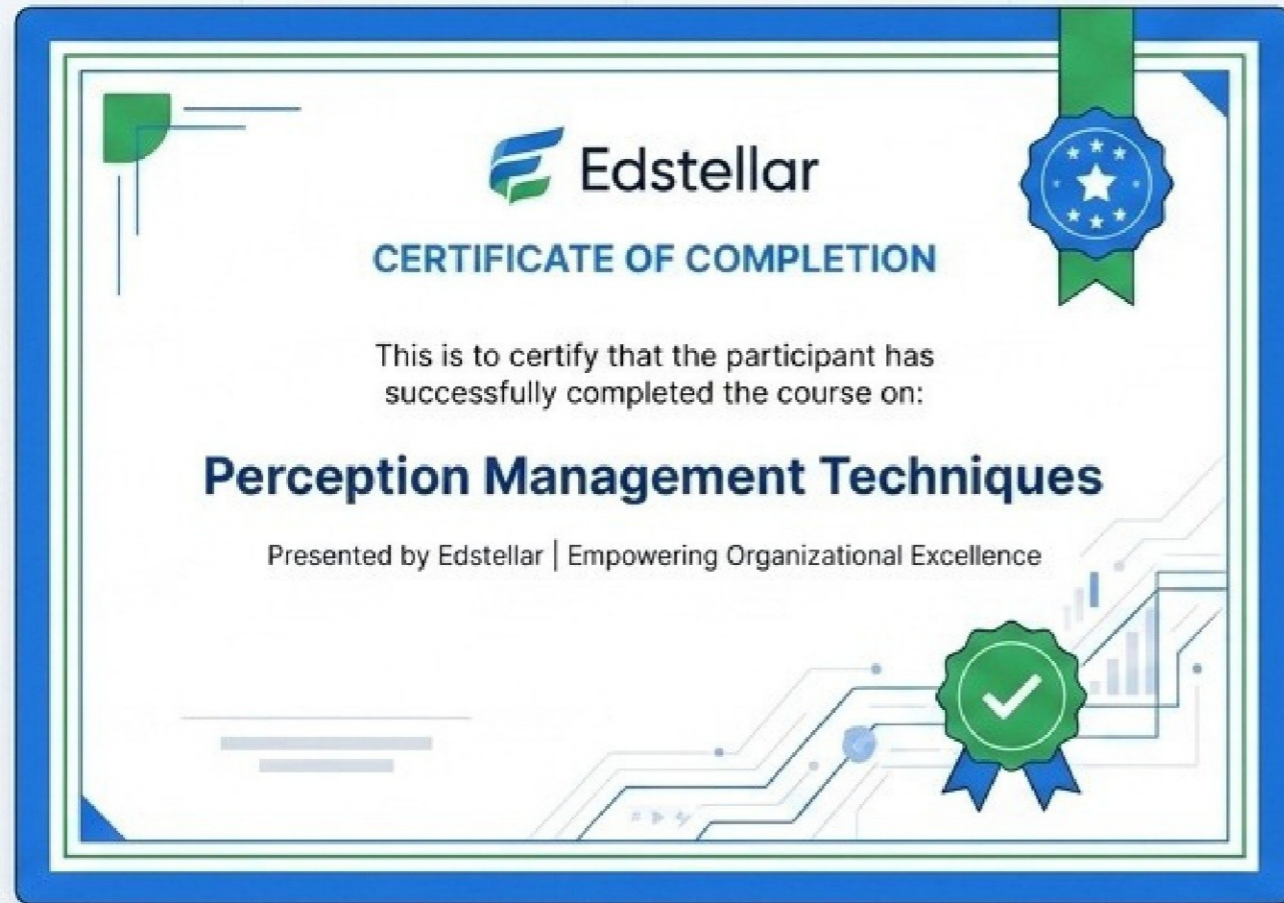 Edstellar
CERTIFICATE OF COMPLETION
This is to certify that the participant has
successfully completed the course on:
Perception Management Techniques
Presented by Edstellar | Empowering Organizational Excellence